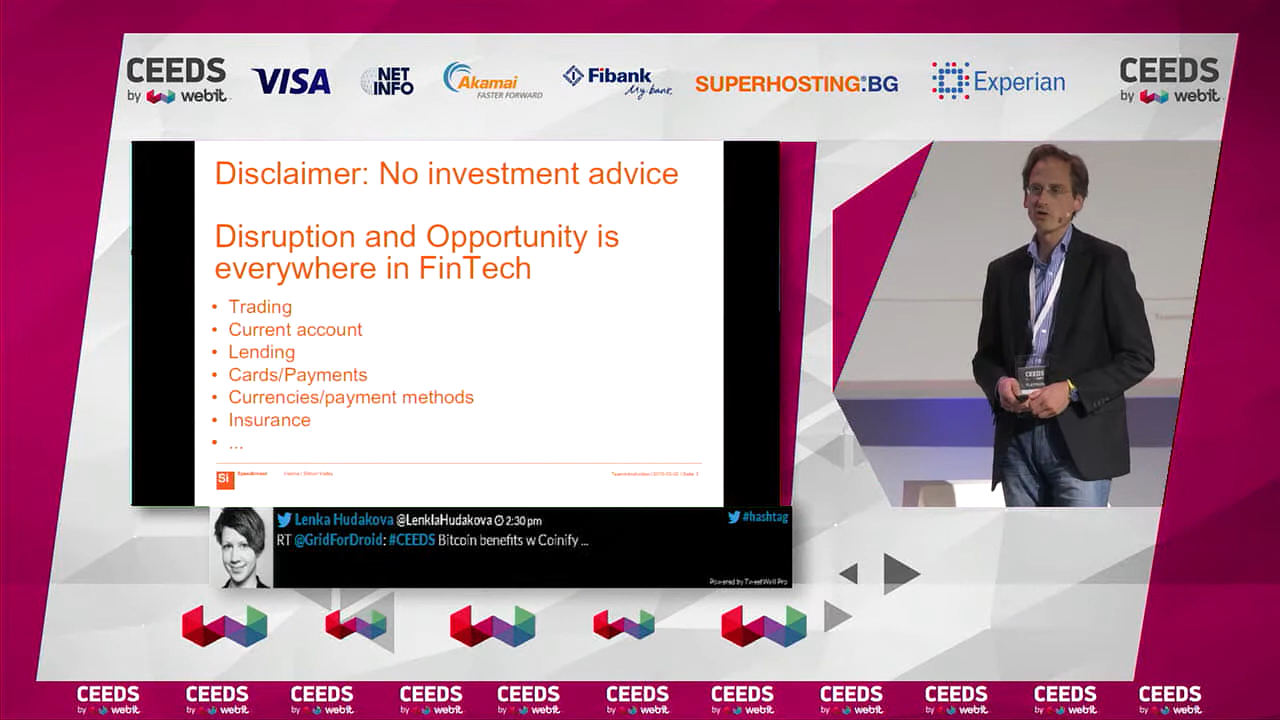 CEEDS
by webit.
VISA
NET
INFO
Akamai
FASTER FORWARD
Fibank
My bank.
SUPERHOSTING.BG
Experian
CEEDS
by webit.
Disclaimer: No investment advice
Disruption and Opportunity is
everywhere in FinTech
• Trading
• Current account
• Lending
• Cards/Payments
• Currencies/payment methods
• Insurance
• ...
Si
Speedinvest
CEEDS
Lenka Hudakova @LenklaHudakova 2:30 pm
#hashtag
RT @GridForDroid: #CEEDS Bitcoin benefits w Coinify ...
Powered by TweetWall Pro
CEEDS CEEDS CEEDS CEEDS CEEDS CEEDS CEEDS CEEDS CEEDS CEEDS CEEDS
by webit. by webit. by webit. by webit. by webit. by webit. by webit. by webit. by webit. by webit. by webit.